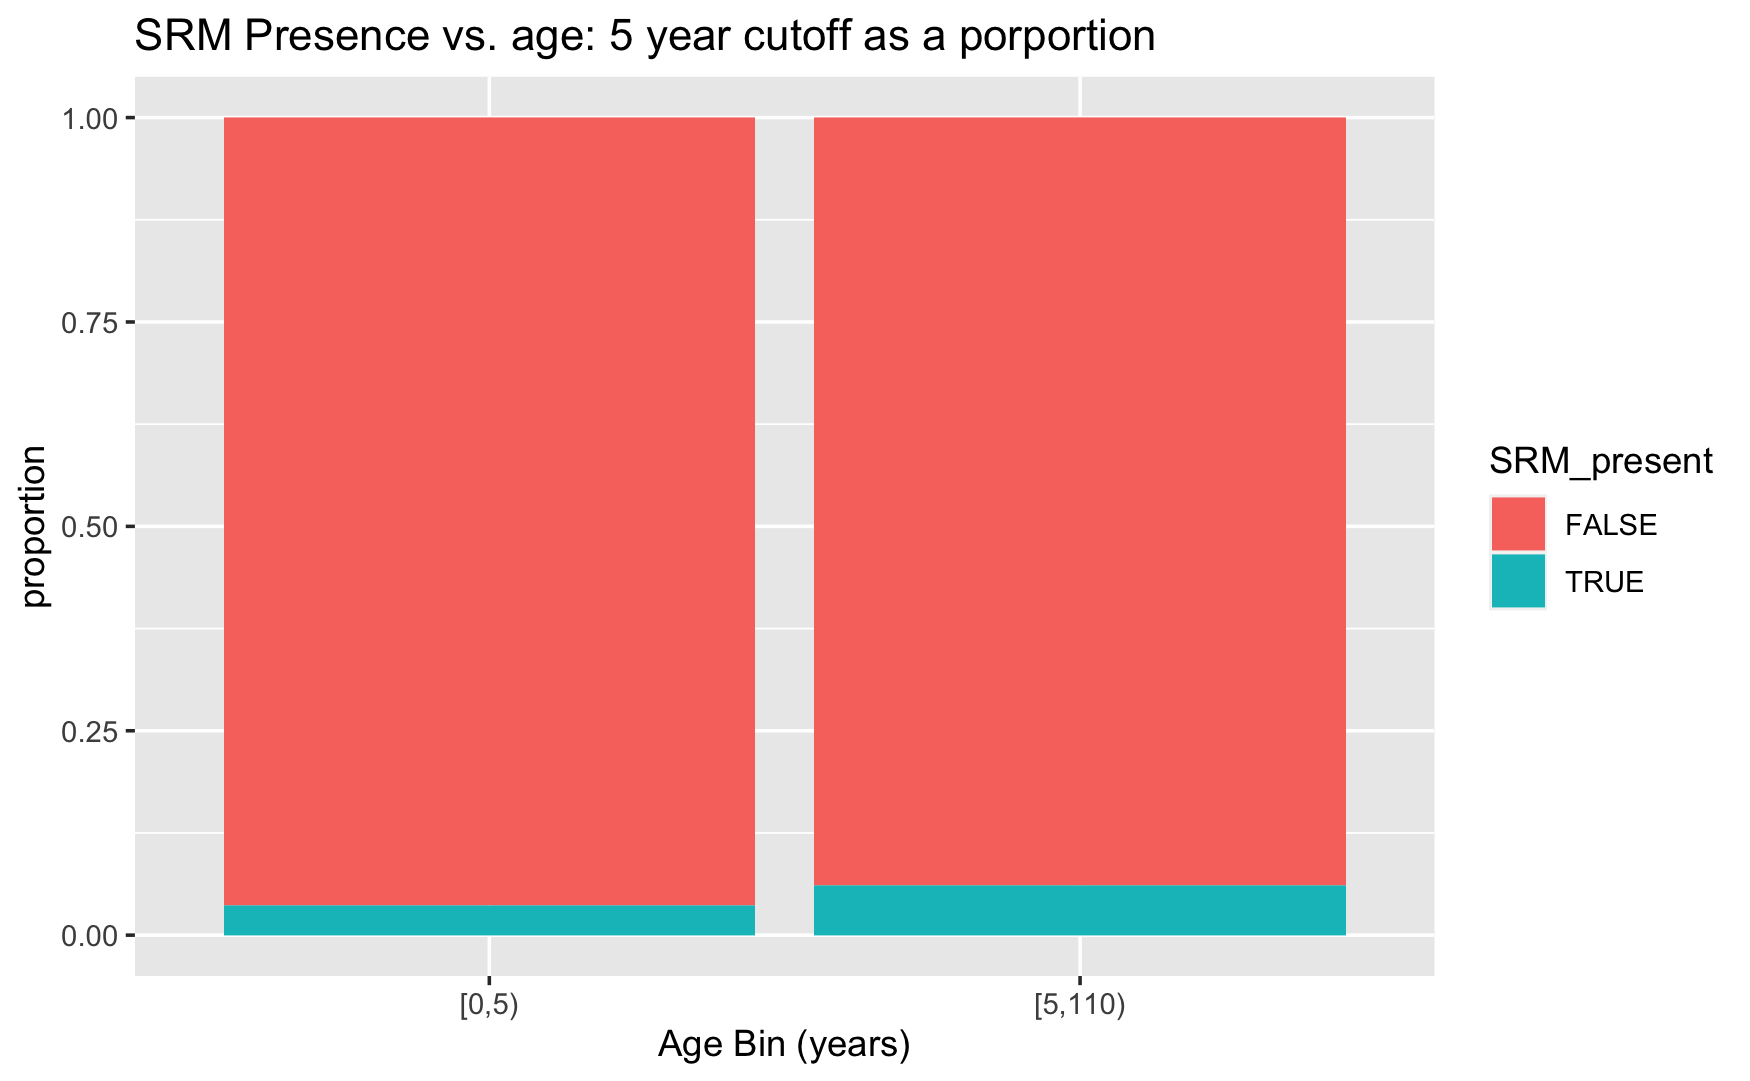 SRM Presence vs. age: 5 year cutoff as a porportion
1.00
0.75
0.50
0.25
0.00
proportion
[0,5)
[5,110)
Age Bin (years)
SRM_present
FALSE
TRUE